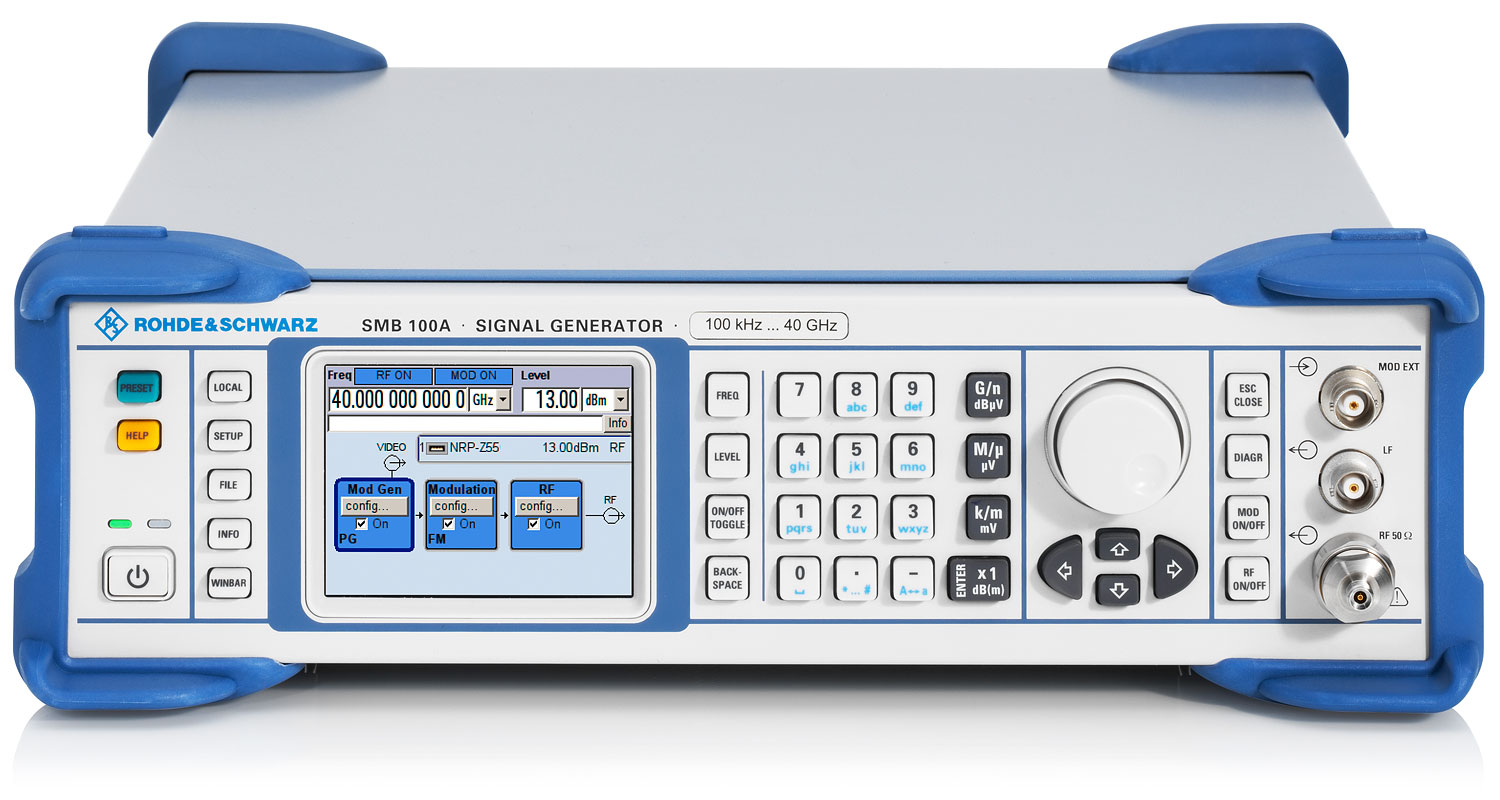 ROHDE&SCHWARZ
SMB 100A · SIGNAL GENERATOR ·
100 kHz ... 40 GHz
PRESET
HELP
LOCAL
SETUP
FILE
INFO
WINBAR
Freq RF ON MOD ON Level
40.000 000 000 0 GHz 13.00 dBm
Info
VIDEO 1 NRP-Z55 13.00dBm RF
Mod Gen Modulation RF
config... config... config...
RF
On On On
PG FM
FREQ
LEVEL
ON/OFF
TOGGLE
BACK-
SPACE
7 8 9
abc def
4 5 6
ghi jkl mno
1 2 3
pqrs tuv wxyz
0 . –
␣ *...# A↔a
G/n
dBµV
M/µ
µV
k/m
mV
ENTER x1
dB(m)
ESC
CLOSE
DIAGR
MOD
ON/OFF
RF
ON/OFF
MOD EXT
LF
RF 50 Ω
!